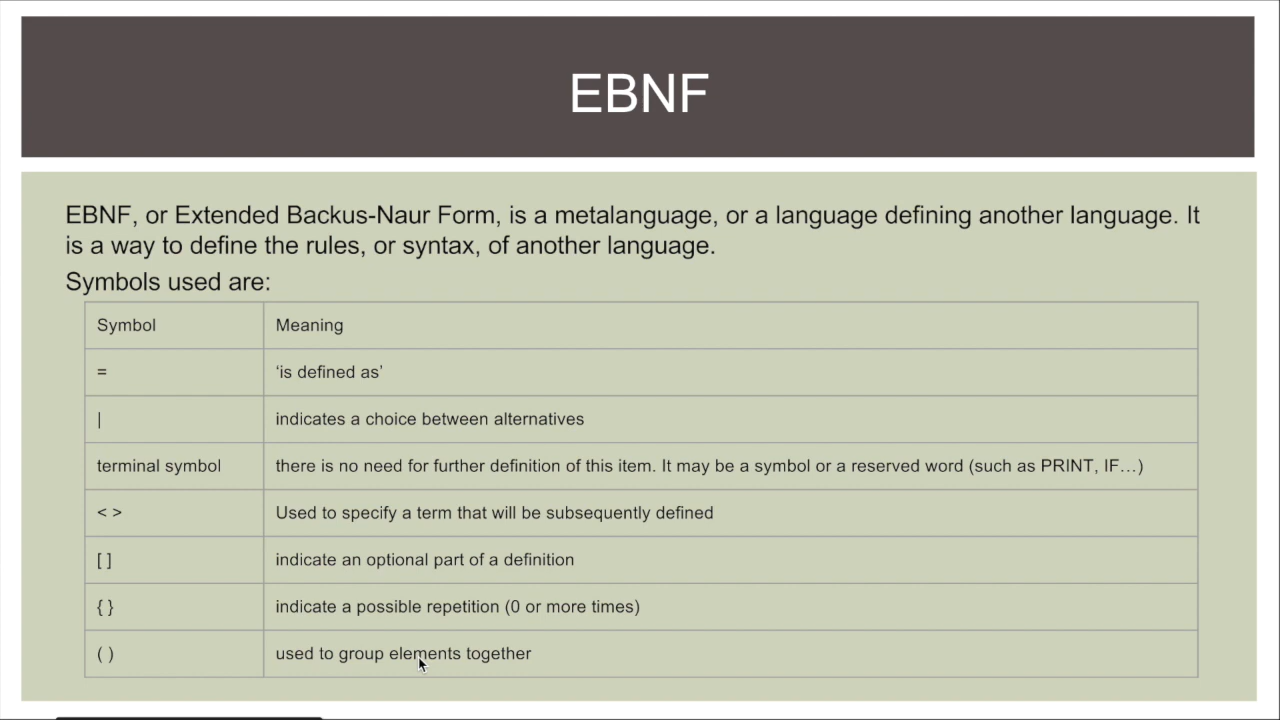 EBNF
EBNF, or Extended Backus-Naur Form, is a metalanguage, or a language defining another language. It
is a way to define the rules, or syntax, of another language.
Symbols used are:
Symbol Meaning
= ‘is defined as’
| indicates a choice between alternatives
terminal symbol there is no need for further definition of this item. It may be a symbol or a reserved word (such as PRINT, IF…)
< > Used to specify a term that will be subsequently defined
[ ] indicate an optional part of a definition
{ } indicate a possible repetition (0 or more times)
( ) used to group elements together